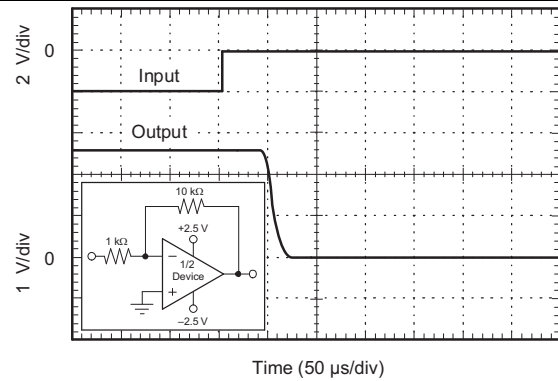 2 V/div
0
Input
Output
10 kΩ
+2.5 V
1 kΩ
−
1/2
Device
+
−2.5 V
1 V/div
0
Time (50 µs/div)